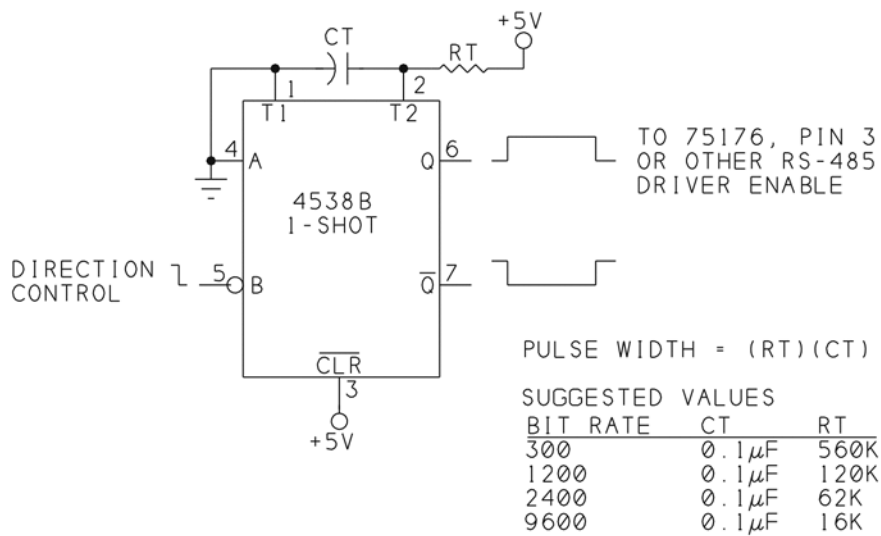 +5V
CT
RT
1
2
T1
T2
4
A
Q
6
TO 75176, PIN 3
OR OTHER RS-485
DRIVER ENABLE
4538B
1-SHOT
DIRECTION
CONTROL
5
B
Q̅
7
C̅L̅R̅
3
+5V
PULSE WIDTH = (RT)(CT)
SUGGESTED VALUES
BIT RATE CT RT
300 0.1µF 560K
1200 0.1µF 120K
2400 0.1µF 62K
9600 0.1µF 16K